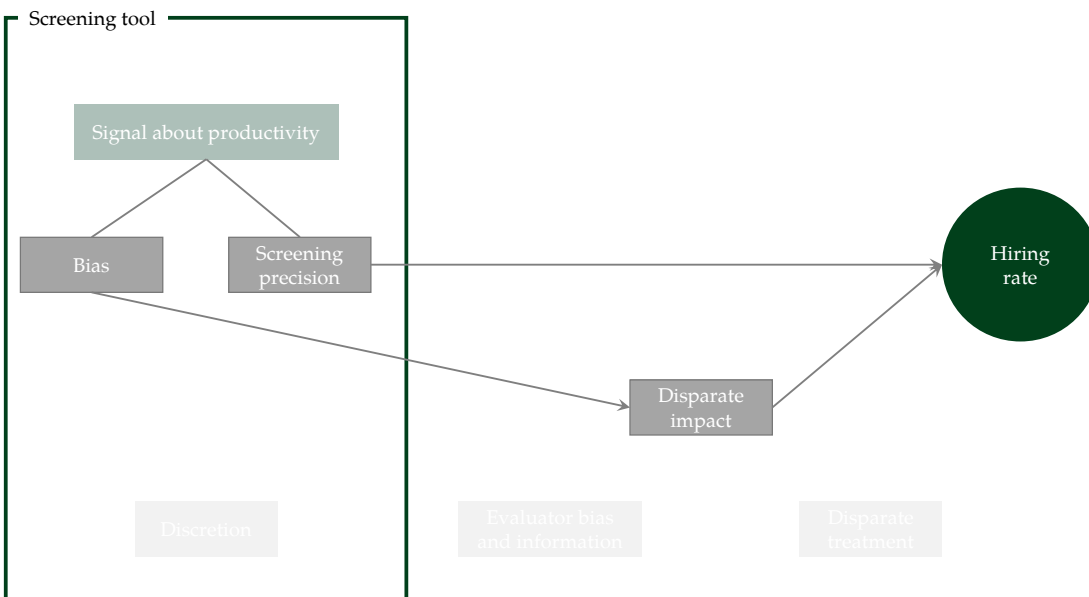 Screening tool
Signal about productivity
Bias
Screening
precision
Hiring
rate
Disparate
impact
Discretion
Evaluator bias
and information
Disparate
treatment